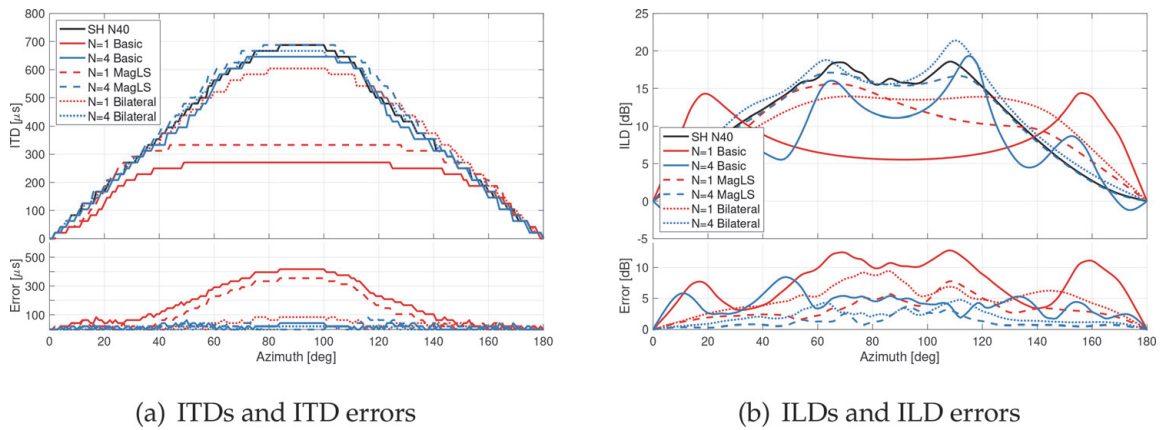 800
700
600
500
400
300
200
100
0
ITD [μs]
SH N40
N=1 Basic
N=4 Basic
N=1 MagLS
N=4 MagLS
N=1 Bilateral
N=4 Bilateral
500
300
100
Error [μs]
0 20 40 60 80 100 120 140 160 180
Azimuth [deg]
25
20
15
10
5
0
-5
ILD [dB]
SH N40
N=1 Basic
N=4 Basic
N=1 MagLS
N=4 MagLS
N=1 Bilateral
N=4 Bilateral
10
5
0
Error [dB]
0 20 40 60 80 100 120 140 160 180
Azimuth [deg]
(a) ITDs and ITD errors
(b) ILDs and ILD errors